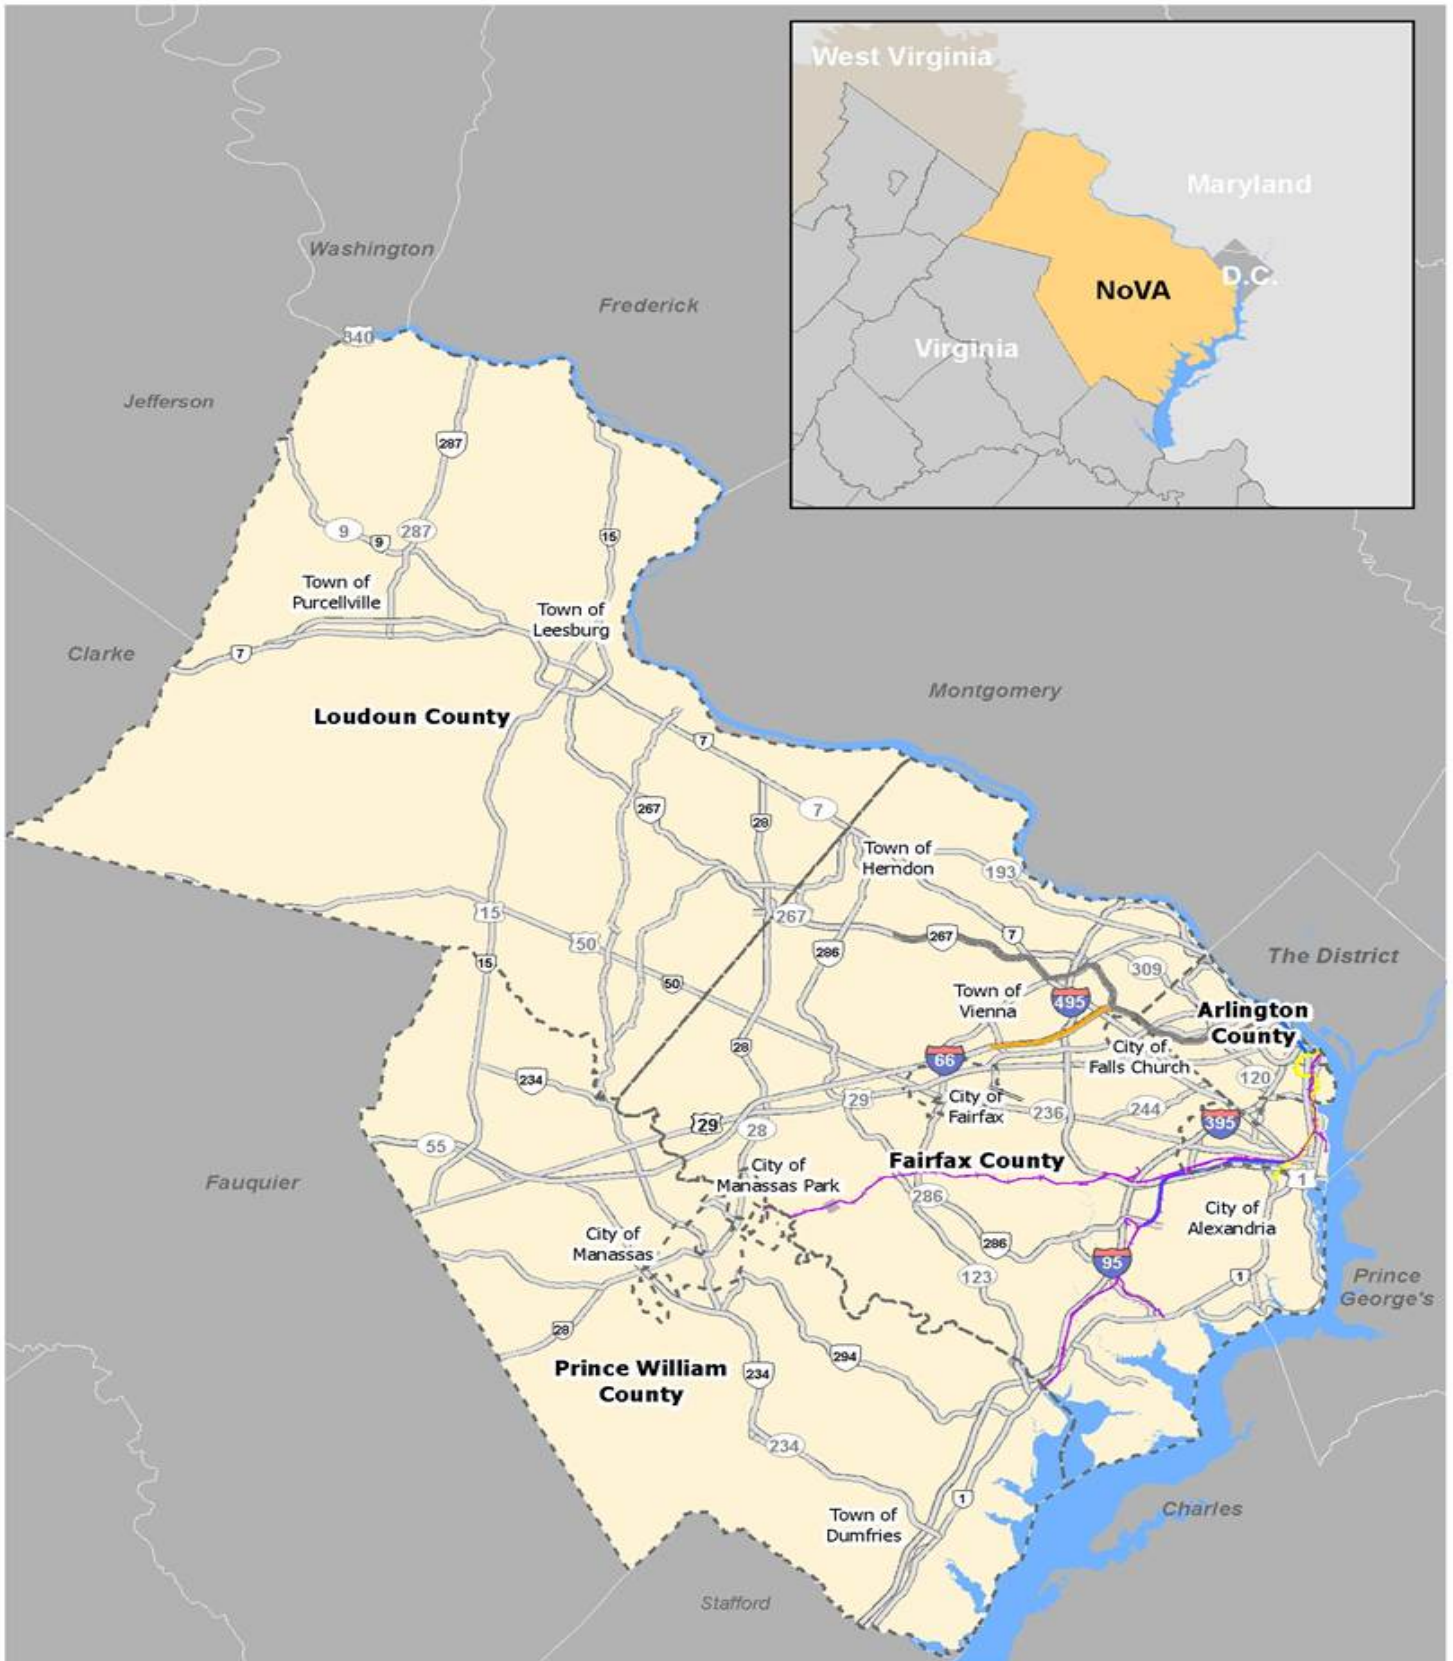 West Virginia
Maryland
D.C.
NoVA
Virginia
Washington
Frederick
340
Jefferson
287
9
9
287
15
Town of
Purcellville
Town of
Leesburg
Clarke
7
Montgomery
Loudoun County
7
267
28
7
Town of
Herndon
193
15
267
50
267
7
286
15
50
309
The District
Town of
Vienna
495
Arlington
County
28
66
City of
Falls Church
234
120
29
City of
Fairfax
236
244
395
29
28
55
Fairfax County
City of
Manassas Park
Fauquier
286
1
City of
Alexandria
City of
Manassas
286
95
123
1
Prince
George's
28
294
Prince William
County
234
234
1
Charles
Town of
Dumfries
Stafford